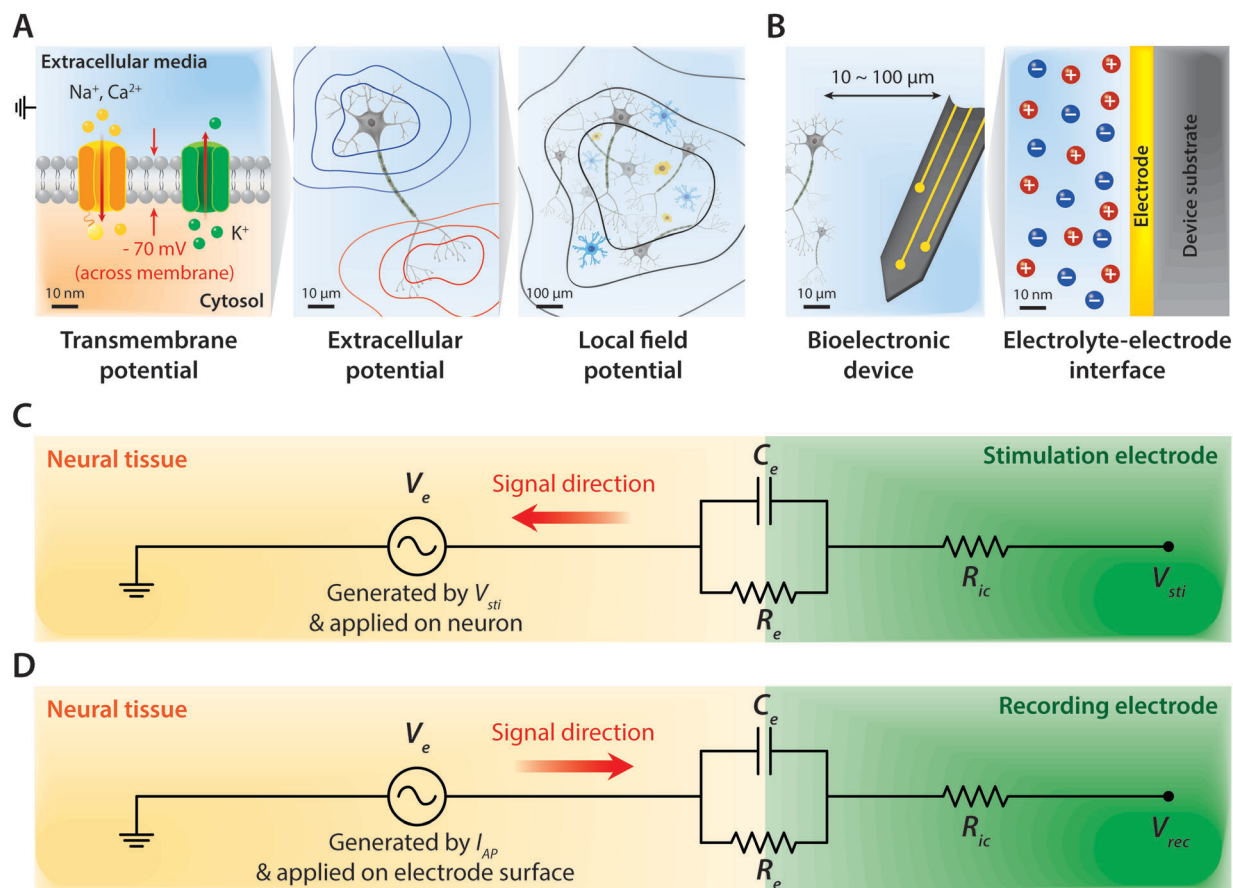 A
Extracellular media
Na⁺, Ca²⁺
K⁺
- 70 mV
(across membrane)
Cytosol
10 nm
Transmembrane
potential
10 µm
Extracellular
potential
100 µm
Local field
potential
B
10 ~ 100 µm
10 µm
Bioelectronic
device
Electrode
Device substrate
10 nm
Electrolyte-electrode
interface
C
Neural tissue
Stimulation electrode
V_e
Signal direction
C_e
R_e
R_ic
V_sti
Generated by V_sti
& applied on neuron
D
Neural tissue
Recording electrode
V_e
Signal direction
C_e
R_e
R_ic
V_rec
Generated by I_AP
& applied on electrode surface